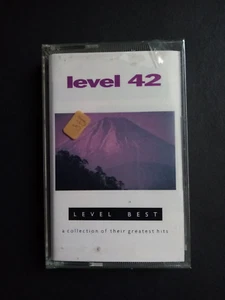 level 42
LEVEL BEST
a collection of their greatest hits